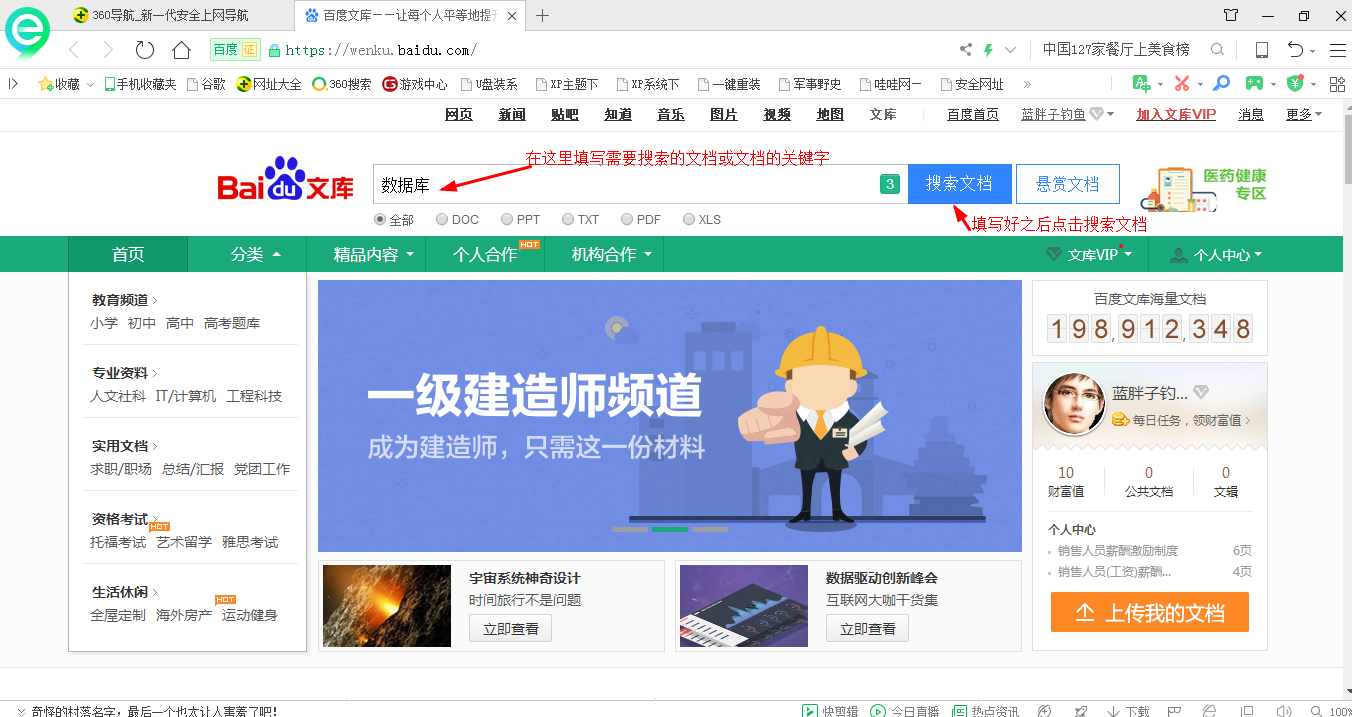 360导航_新一代安全上网导航
百度文库——让每个人平等地提升
百度 证 https://wenku.baidu.com/ 中国127家餐厅上美食榜
收藏 手机收藏夹 谷歌 网址大全 360搜索 游戏中心 U盘装系 XP主题下 XP系统下 一键重装 军事野史 哇哇网一 安全网址 »
网页 新闻 贴吧 知道 音乐 图片 视频 地图 文库 百度首页 蓝胖子钓鱼 加入文库VIP 消息 更多
在这里填写需要搜索的文档或文档的关键字
Bai du 文库
数据库 3 搜索文档 悬赏文档
医药健康
专区
全部 DOC PPT TXT PDF XLS
填写好之后点击搜索文档
首页 分类 精品内容 个人合作 HOT 机构合作 文库VIP 个人中心
教育频道
小学 初中 高中 高考题库
专业资料
人文社科 IT/计算机 工程科技
实用文档
求职/职场 总结/汇报 党团工作
资格考试
HOT
托福考试 艺术留学 雅思考试
生活休闲
HOT
全屋定制 海外房产 运动健身
一级建造师频道
成为建造师，只需这一份材料
宇宙系统神奇设计
时间旅行不是问题
立即查看
数据驱动创新峰会
互联网大咖干货集
立即查看
百度文库海量文档
198,912,348
蓝胖子钓...
每日任务，领财富值
10 0 0
财富值 公共文档 文辑
个人中心
销售人员薪酬激励制度 6页
销售人员(工资)薪酬... 4页
上传我的文档
奇怪的村落名字，最后一个也太让人害羞了吧！ 快剪辑 今日直播 热点资讯 下载 100%